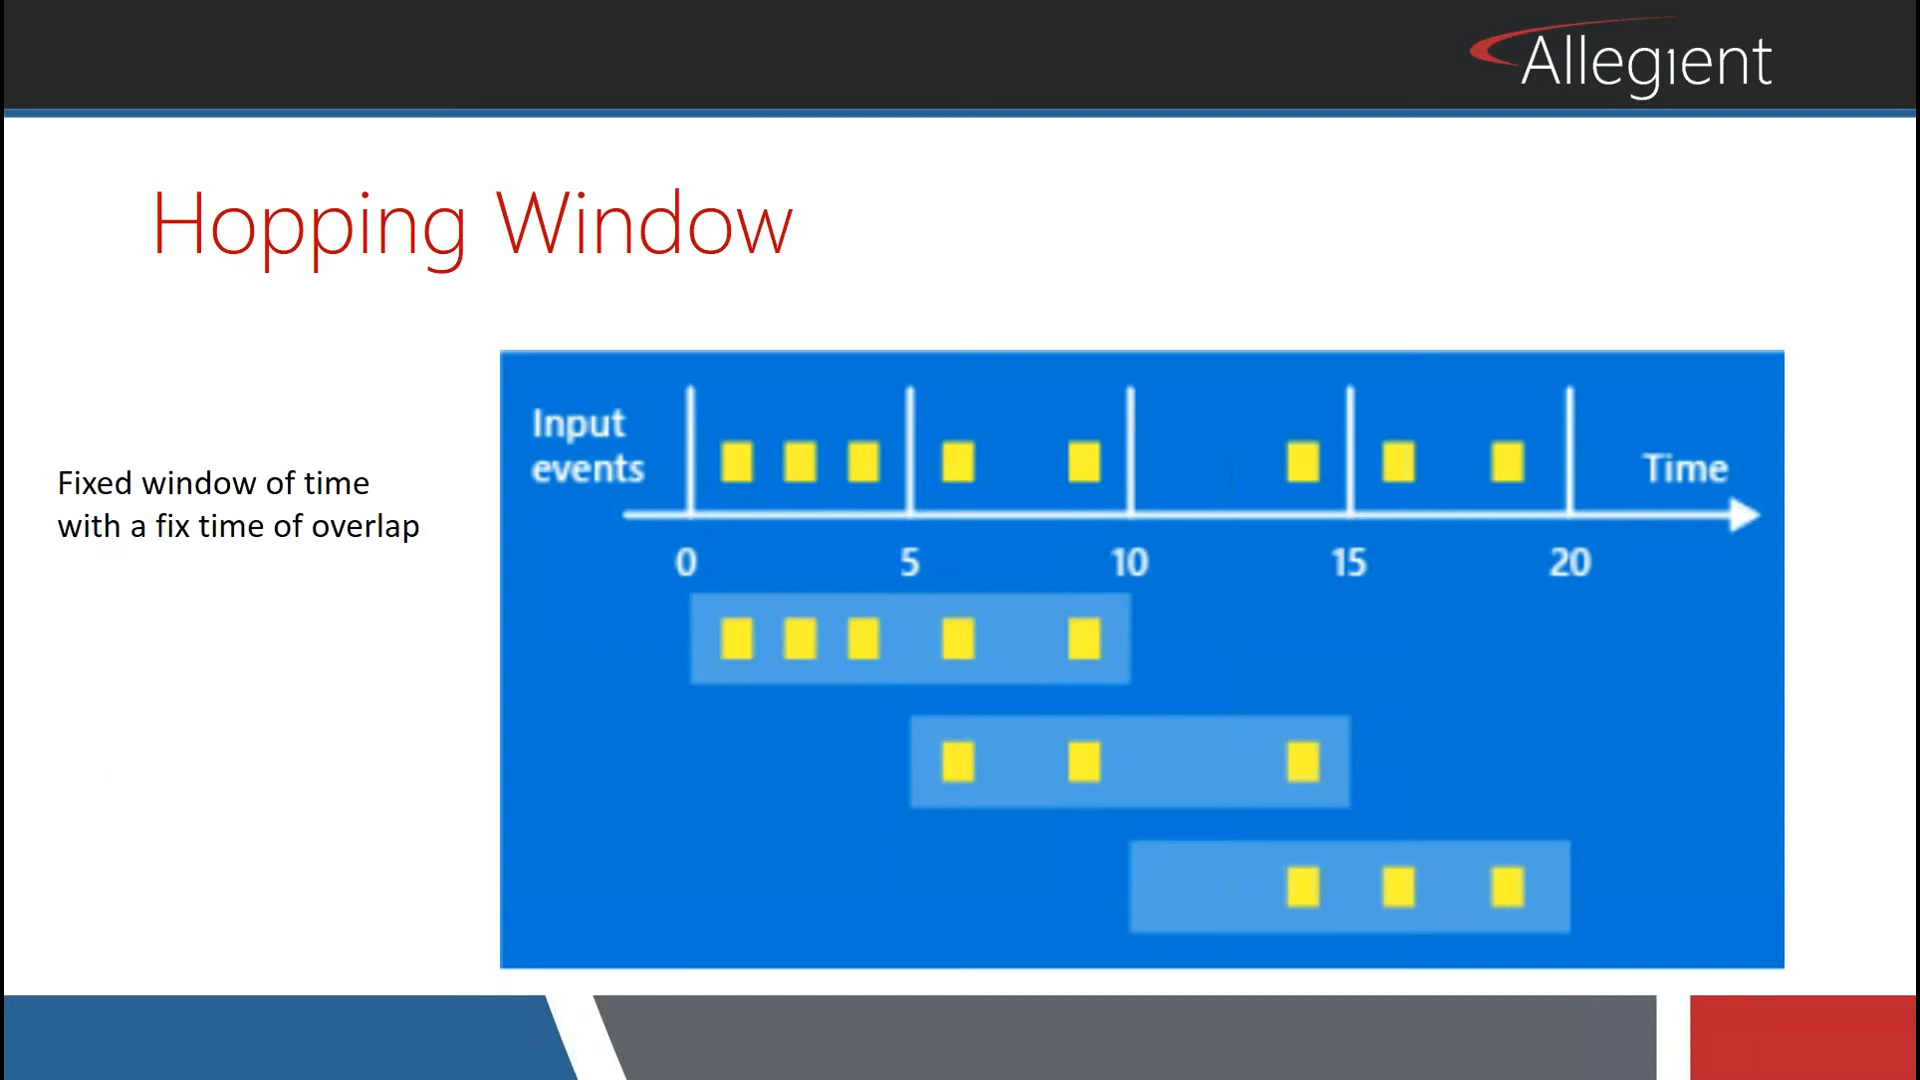 Allegient
Hopping Window
Fixed window of time
with a fix time of overlap
Input
events
Time
0 5 10 15 20